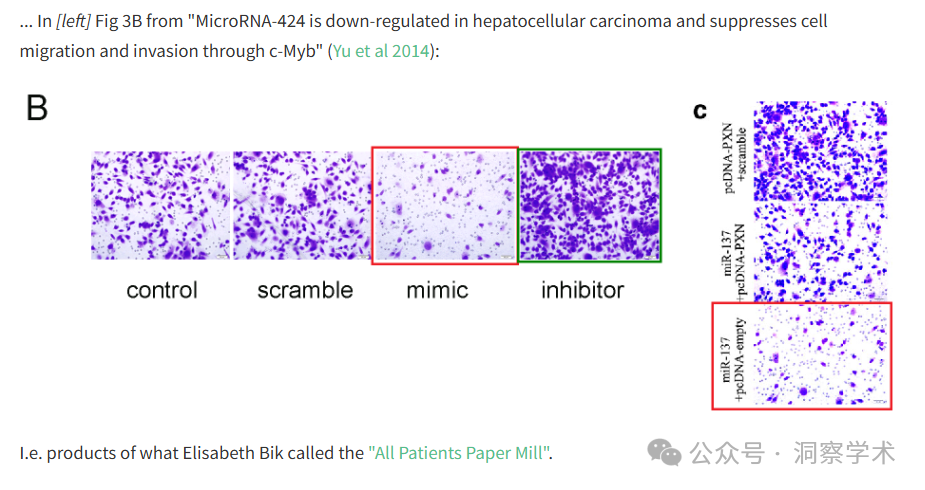 ... In [left] Fig 3B from "MicroRNA-424 is down-regulated in hepatocellular carcinoma and suppresses cell
migration and invasion through c-Myb" (Yu et al 2014):
B
control scramble mimic inhibitor
c
pcDNA-PXN
+scramble
miR-137
+pcDNA-PXN
miR-137
+pcDNA-empty
I.e. products of what Elisabeth Bik called the "All Patients Paper Mill".
公众号 · 洞察学术